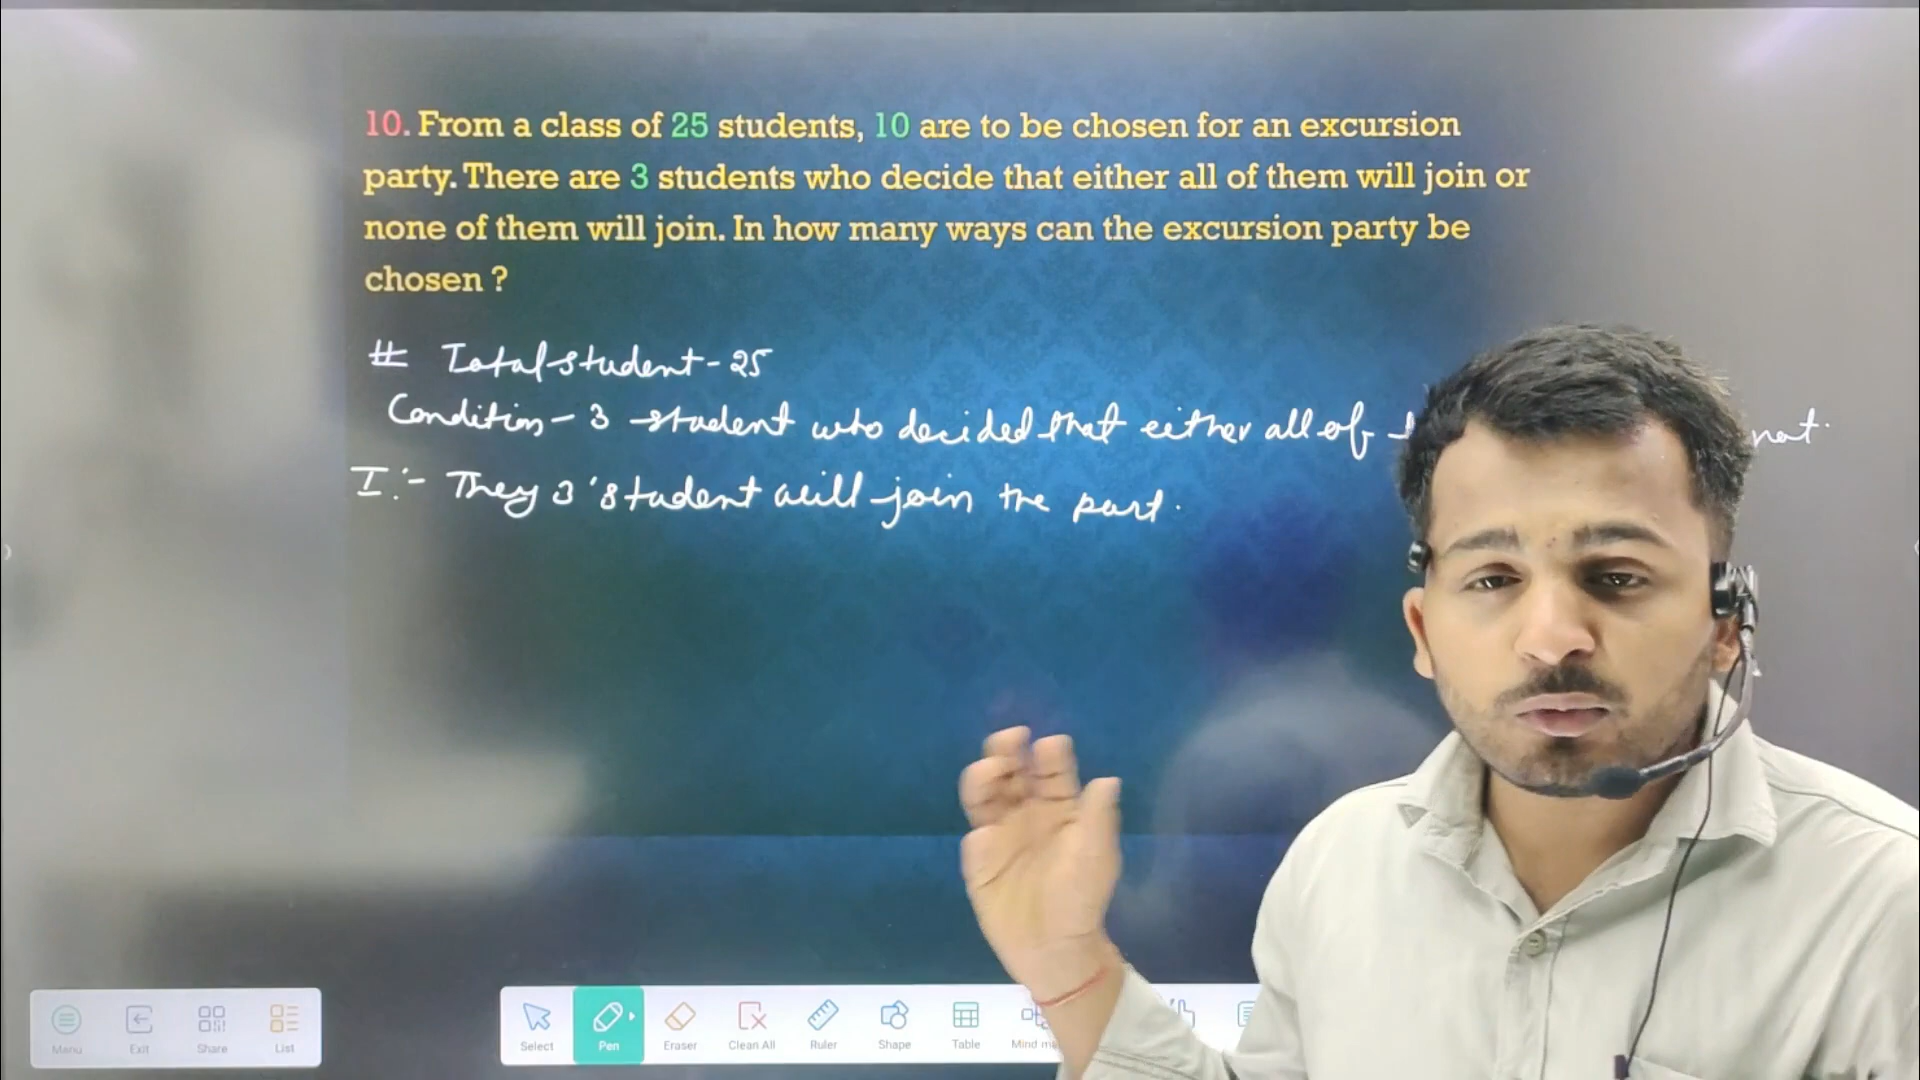 10. From a class of 25 students, 10 are to be chosen for an excursion
party. There are 3 students who decide that either all of them will join or
none of them will join. In how many ways can the excursion party be
chosen ?
# Total student - 25
Condition - 3 student who decided that either all of not.
I :- They 3 student will join the part.
Menu Exit Share List Select Pen Eraser Clean All Ruler Shape Table Mind